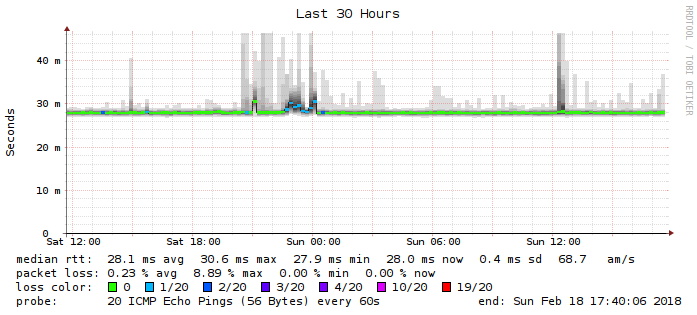 Last 30 Hours
RRDTOOL / TOBI OETIKER
Seconds
40 m
30 m
20 m
10 m
0
Sat 12:00 Sat 18:00 Sun 00:00 Sun 06:00 Sun 12:00
median rtt: 28.1 ms avg 30.6 ms max 27.9 ms min 28.0 ms now 0.4 ms sd 68.7 am/s
packet loss: 0.23 % avg 8.89 % max 0.00 % min 0.00 % now
loss color: 0 1/20 2/20 3/20 4/20 10/20 19/20
probe: 20 ICMP Echo Pings (56 Bytes) every 60s end: Sun Feb 18 17:40:06 2018